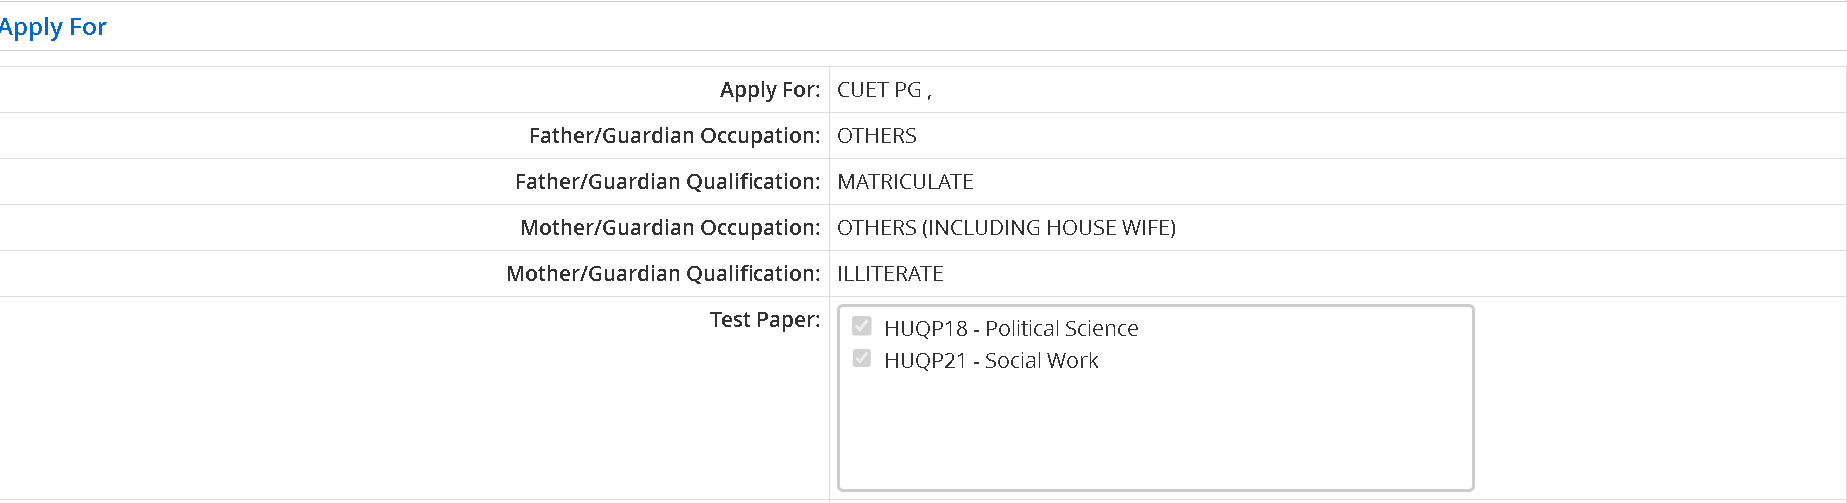 Apply For
Apply For: CUET PG ,
Father/Guardian Occupation: OTHERS
Father/Guardian Qualification: MATRICULATE
Mother/Guardian Occupation: OTHERS (INCLUDING HOUSE WIFE)
Mother/Guardian Qualification: ILLITERATE
Test Paper: HUQP18 - Political Science
HUQP21 - Social Work